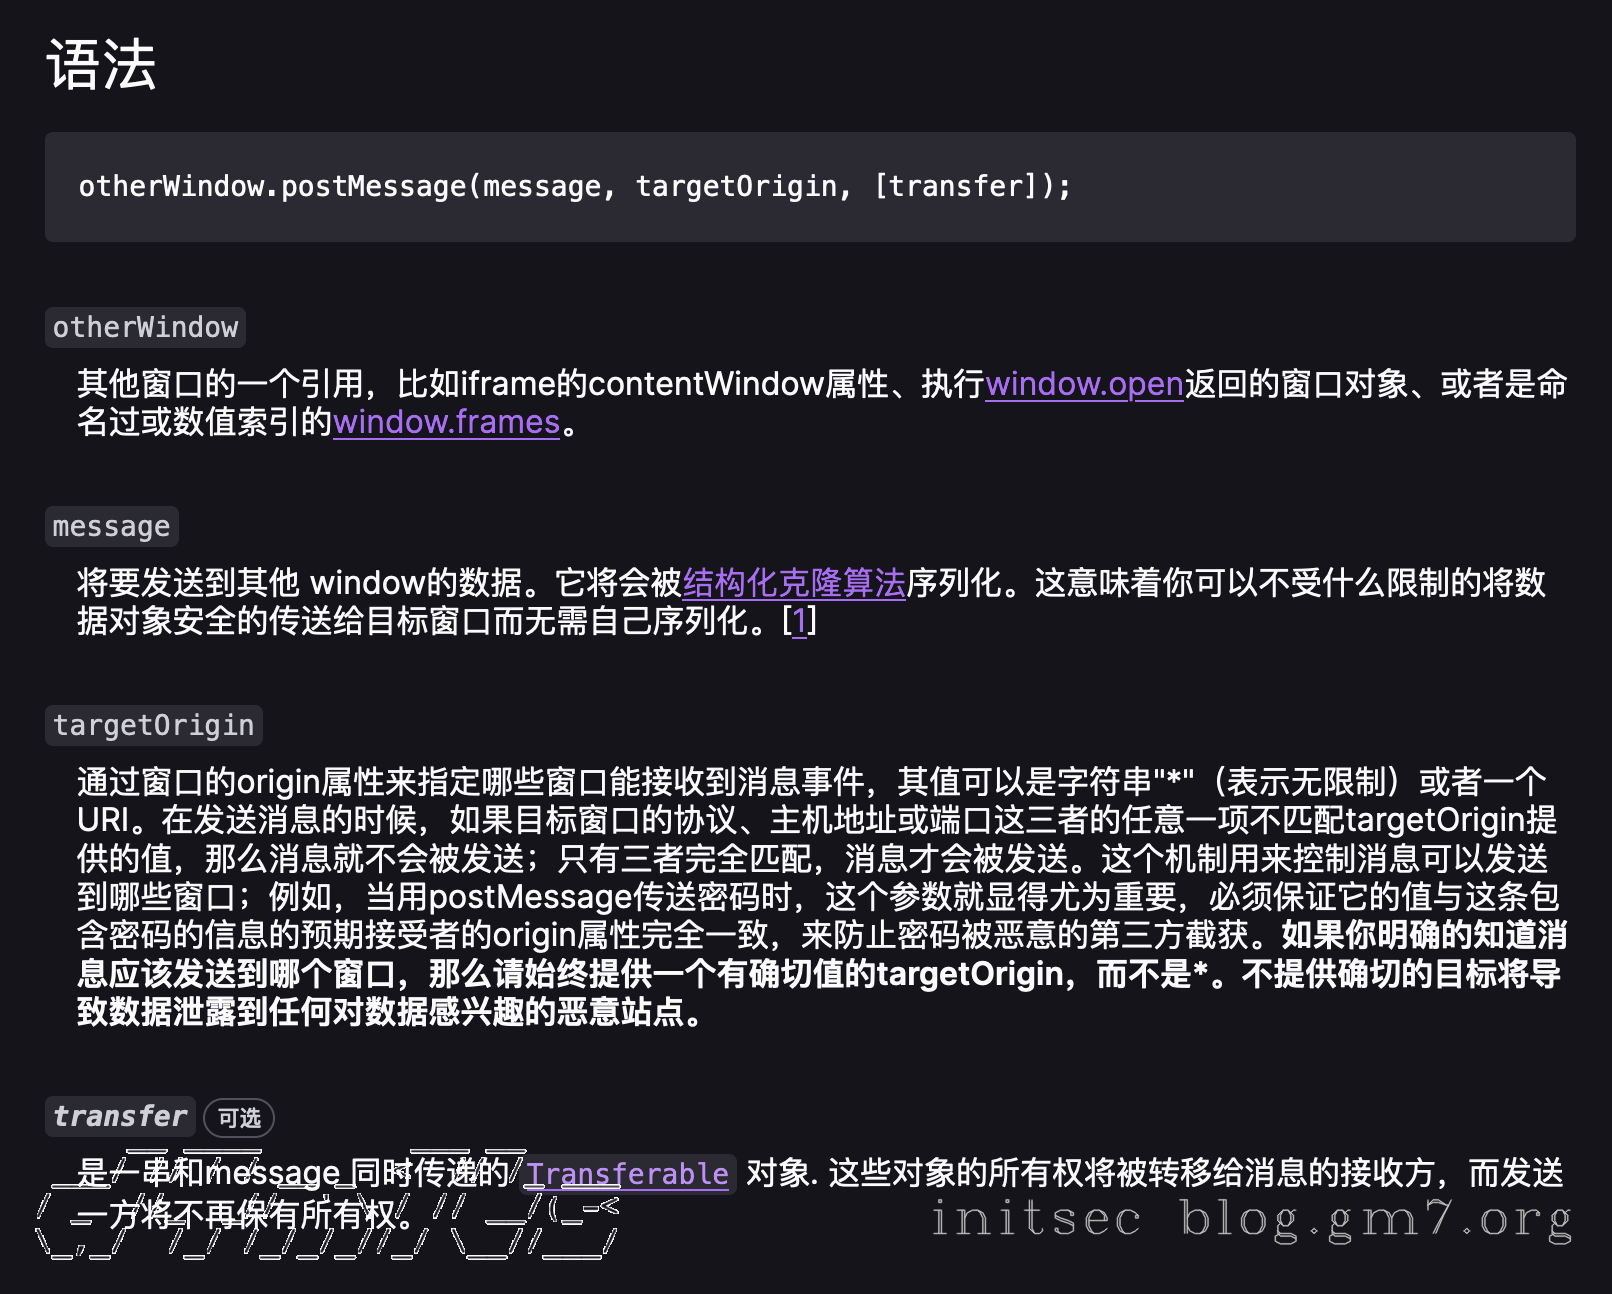 语法
otherWindow.postMessage(message, targetOrigin, [transfer]);
otherWindow
其他窗口的一个引用，比如iframe的contentWindow属性、执行window.open返回的窗口对象、或者是命
名过或数值索引的window.frames。
message
将要发送到其他 window的数据。它将会被结构化克隆算法序列化。这意味着你可以不受什么限制的将数
据对象安全的传送给目标窗口而无需自己序列化。[1]
targetOrigin
通过窗口的origin属性来指定哪些窗口能接收到消息事件，其值可以是字符串"*"（表示无限制）或者一个
URI。在发送消息的时候，如果目标窗口的协议、主机地址或端口这三者的任意一项不匹配targetOrigin提
供的值，那么消息就不会被发送；只有三者完全匹配，消息才会被发送。这个机制用来控制消息可以发送
到哪些窗口；例如，当用postMessage传送密码时，这个参数就显得尤为重要，必须保证它的值与这条包
含密码的信息的预期接受者的origin属性完全一致，来防止密码被恶意的第三方截获。如果你明确的知道消
息应该发送到哪个窗口，那么请始终提供一个有确切值的targetOrigin，而不是*。不提供确切的目标将导
致数据泄露到任何对数据感兴趣的恶意站点。
transfer 可选
是一串和message 同时传递的 Transferable 对象. 这些对象的所有权将被转移给消息的接收方，而发送
一方将不再保有所有权。
initsec blog.gm7.org